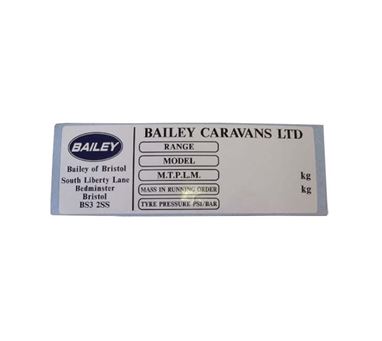 BAILEY
Bailey of Bristol
South Liberty Lane
Bedminster
Bristol
BS3 2SS
BAILEY CARAVANS LTD
RANGE
MODEL
M.T.P.L.M. kg
MASS IN RUNNING ORDER kg
TYRE PRESSURE PSI/BAR